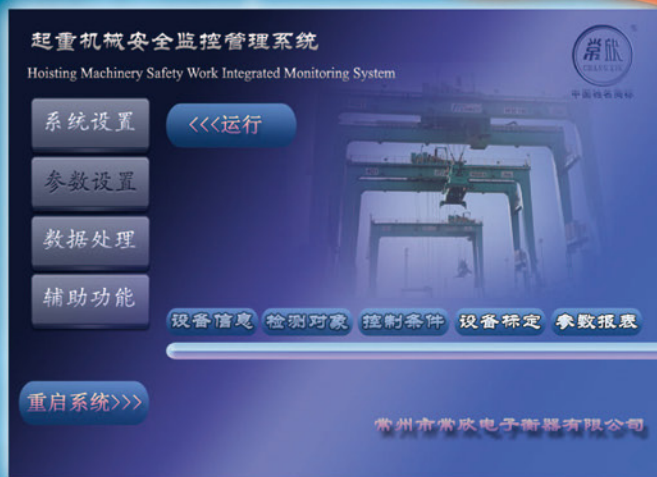 起重机械安全监控管理系统
Hoisting Machinery Safety Work Integrated Monitoring System
常欣
CHANGXIN
中国驰名商标
系统设置
<<<运行
参数设置
数据处理
辅助功能
设备信息 检测对象 控制条件 设备标定 参数报表
重启系统>>>
常州市常欣电子衡器有限公司